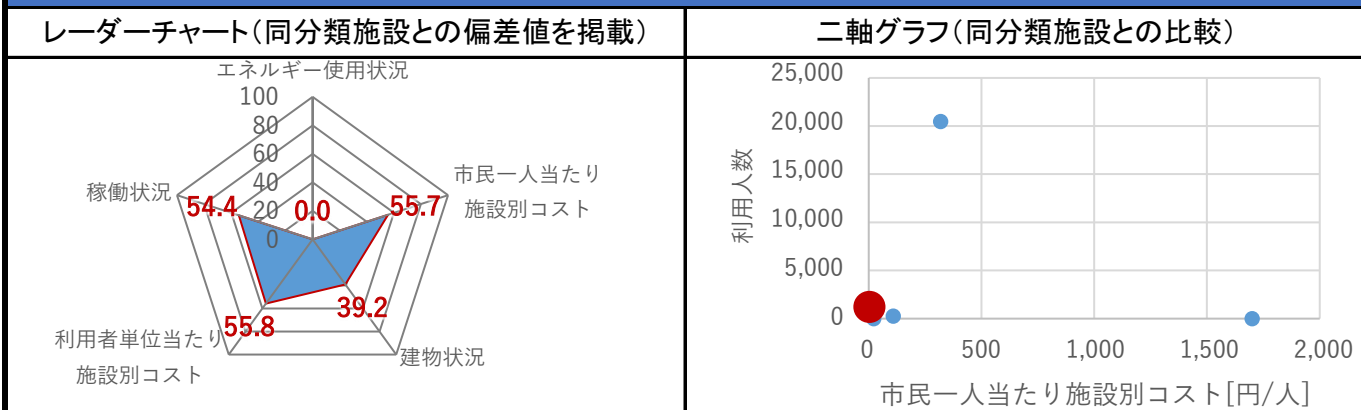 レーダーチャート（同分類施設との偏差値を掲載）
二軸グラフ（同分類施設との比較）
エネルギー使用状況
100
80
60
40
20
0
0.0
市民一人当たり
施設別コスト
55.7
39.2
建物状況
55.8
利用者単位当たり
施設別コスト
稼働状況
54.4
利用人数
25,000
20,000
15,000
10,000
5,000
0
0
500
1,000
1,500
2,000
市民一人当たり施設別コスト[円/人]